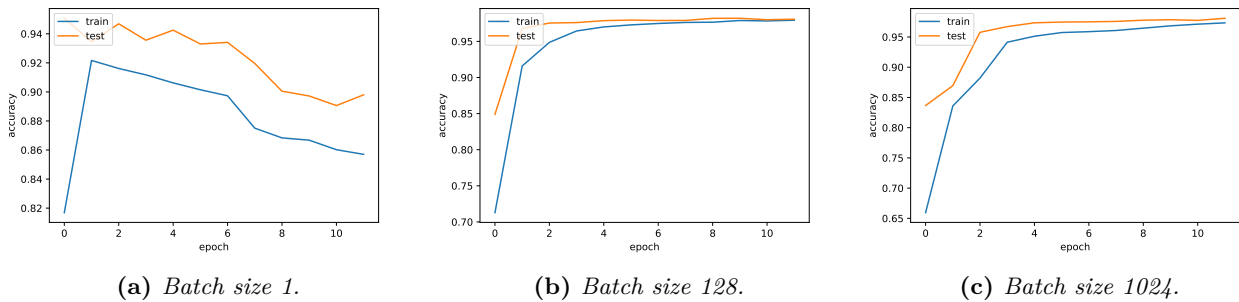 0.94
0.92
0.90
0.88
0.86
0.84
0.82
accuracy
train
test
0 2 4 6 8 10
epoch
(a) Batch size 1.
0.95
0.90
0.85
0.80
0.75
0.70
accuracy
train
test
0 2 4 6 8 10
epoch
(b) Batch size 128.
0.95
0.90
0.85
0.80
0.75
0.70
0.65
accuracy
train
test
0 2 4 6 8 10
epoch
(c) Batch size 1024.